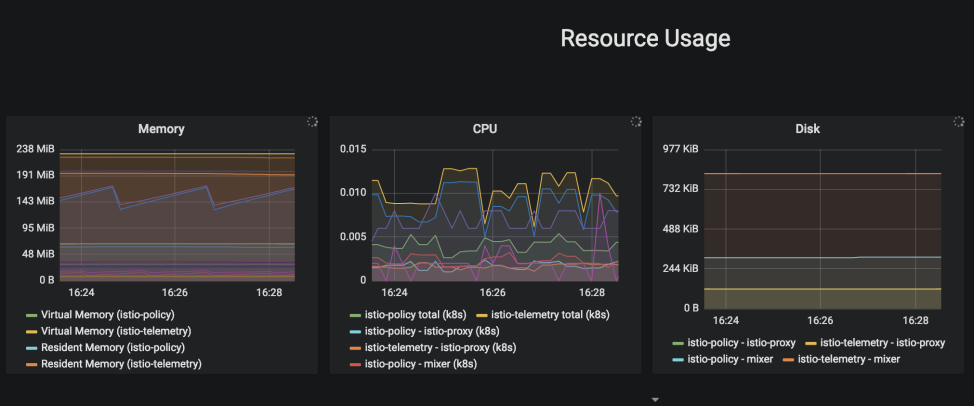 Resource Usage
Memory
238 MiB
191 MiB
143 MiB
95 MiB
48 MiB
0 B
16:24 16:26 16:28
Virtual Memory (istio-policy)
Virtual Memory (istio-telemetry)
Resident Memory (istio-policy)
Resident Memory (istio-telemetry)
CPU
0.015
0.010
0.005
0
16:24 16:26 16:28
istio-policy total (k8s) istio-telemetry total (k8s)
istio-policy - istio-proxy (k8s)
istio-telemetry - istio-proxy (k8s)
istio-policy - mixer (k8s)
Disk
977 KiB
732 KiB
488 KiB
244 KiB
0 B
16:24 16:26 16:28
istio-policy - istio-proxy istio-telemetry - istio-proxy
istio-policy - mixer istio-telemetry - mixer